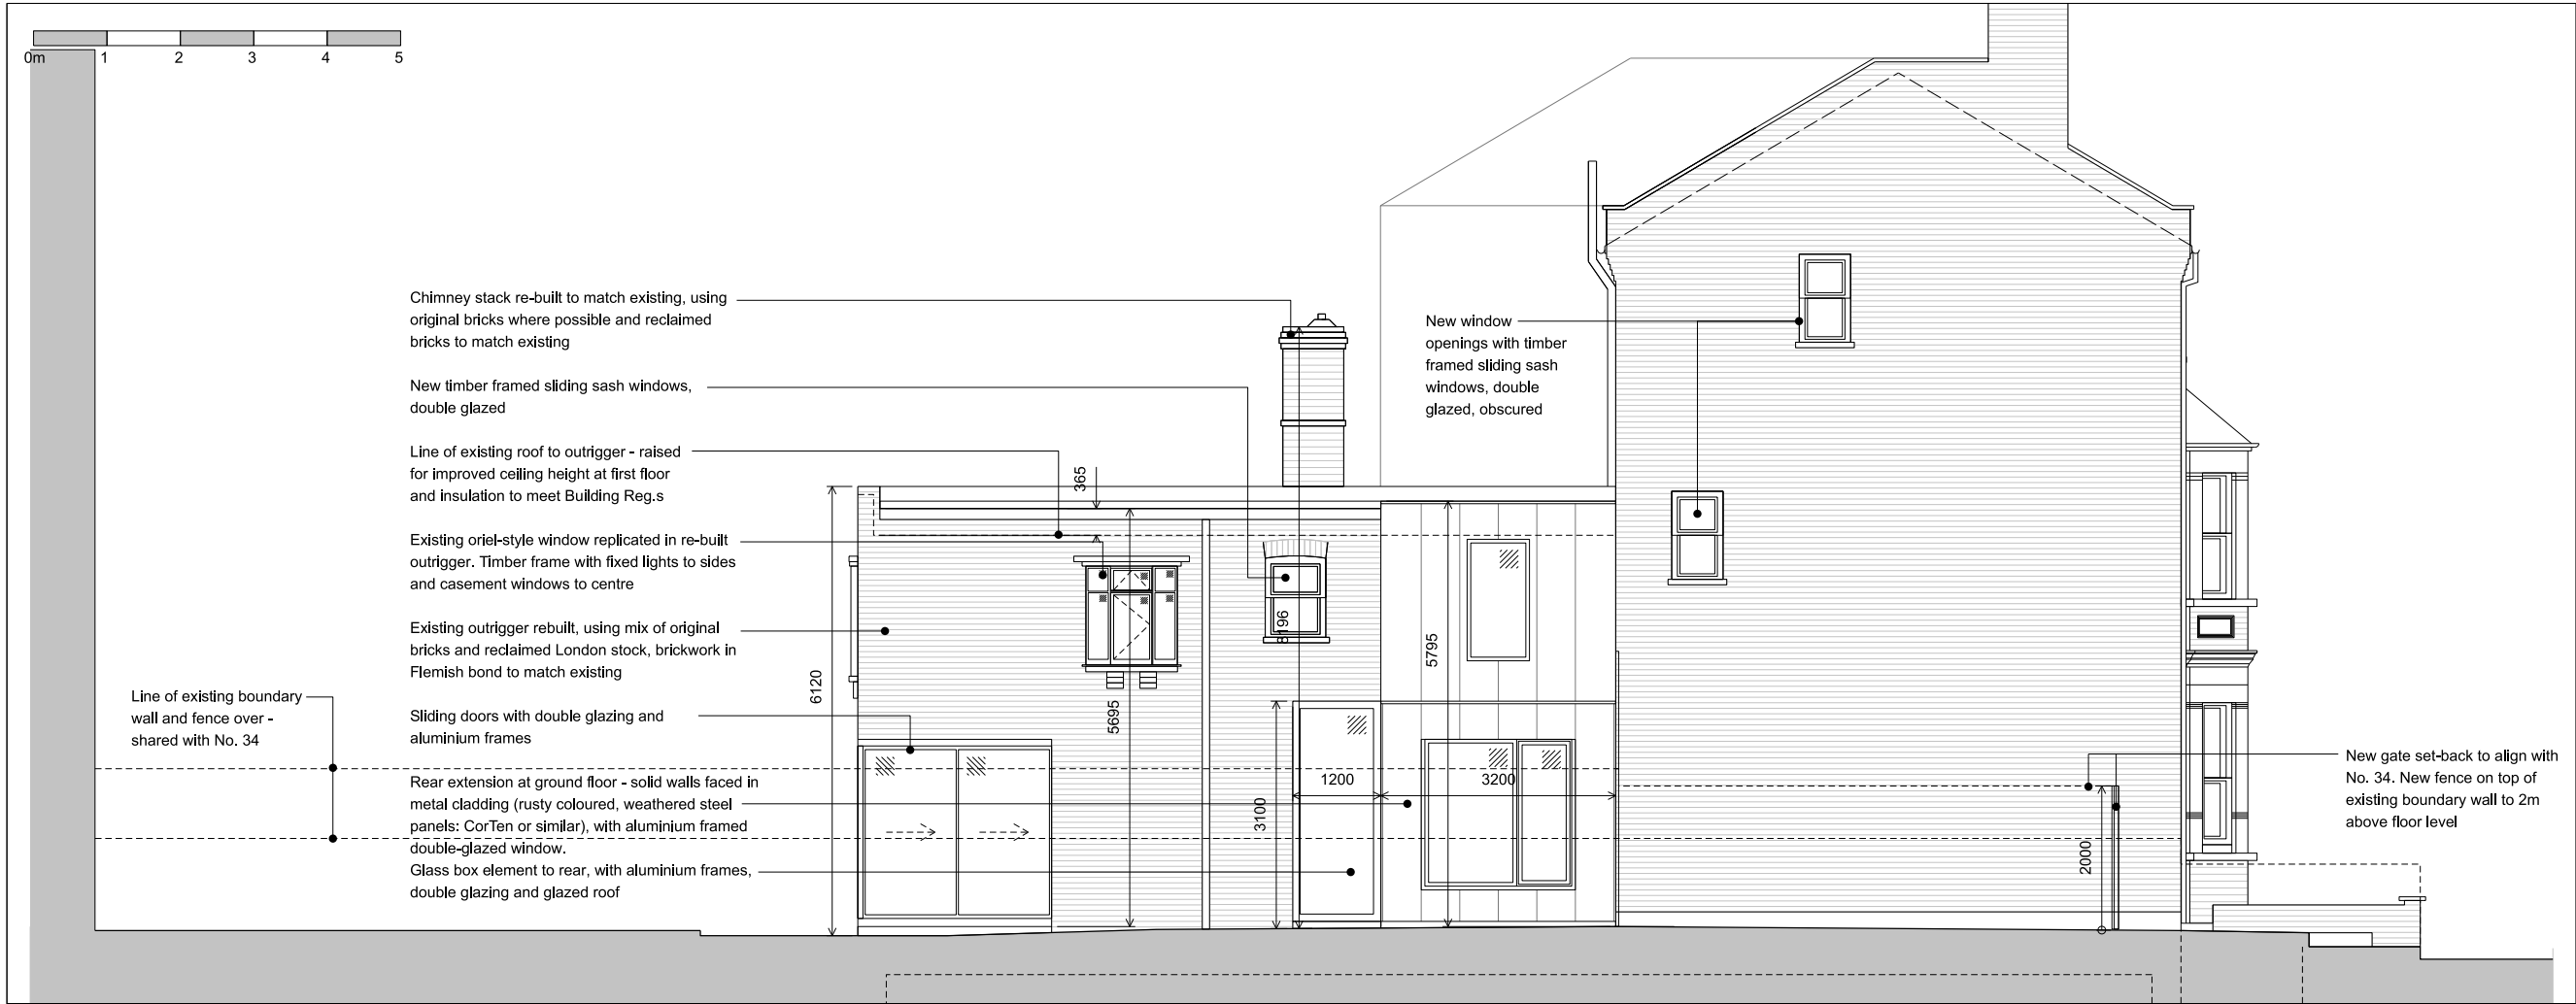 0m 1 2 3 4 5
Chimney stack re-built to match existing, using
original bricks where possible and reclaimed
bricks to match existing
New timber framed sliding sash windows,
double glazed
Line of existing roof to outrigger - raised
for improved ceiling height at first floor
and insulation to meet Building Reg.s
Existing oriel-style window replicated in re-built
outrigger. Timber frame with fixed lights to sides
and casement windows to centre
Existing outrigger rebuilt, using mix of original
bricks and reclaimed London stock, brickwork in
Flemish bond to match existing
Line of existing boundary
wall and fence over -
shared with No. 34
Sliding doors with double glazing and
aluminium frames
Rear extension at ground floor - solid walls faced in
metal cladding (rusty coloured, weathered steel
panels: CorTen or similar), with aluminium framed
double-glazed window.
Glass box element to rear, with aluminium frames,
double glazing and glazed roof
New window
openings with timber
framed sliding sash
windows, double
glazed, obscured
New gate set-back to align with
No. 34. New fence on top of
existing boundary wall to 2m
above floor level
6120
365
5695
8196
5795
3100
1200
3200
2000